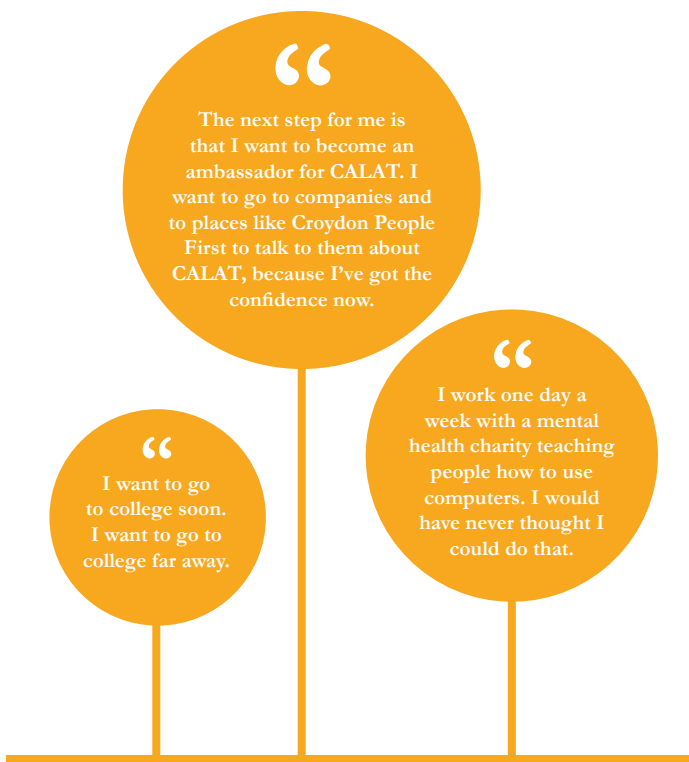 “
The next step for me is
that I want to become an
ambassador for CALAT. I
want to go to companies and
to places like Croydon People
First to talk to them about
CALAT, because I’ve got the
confidence now.
“
I work one day a
week with a mental
health charity teaching
people how to use
computers. I would
have never thought I
could do that.
“
I want to go
to college soon.
I want to go to
college far away.